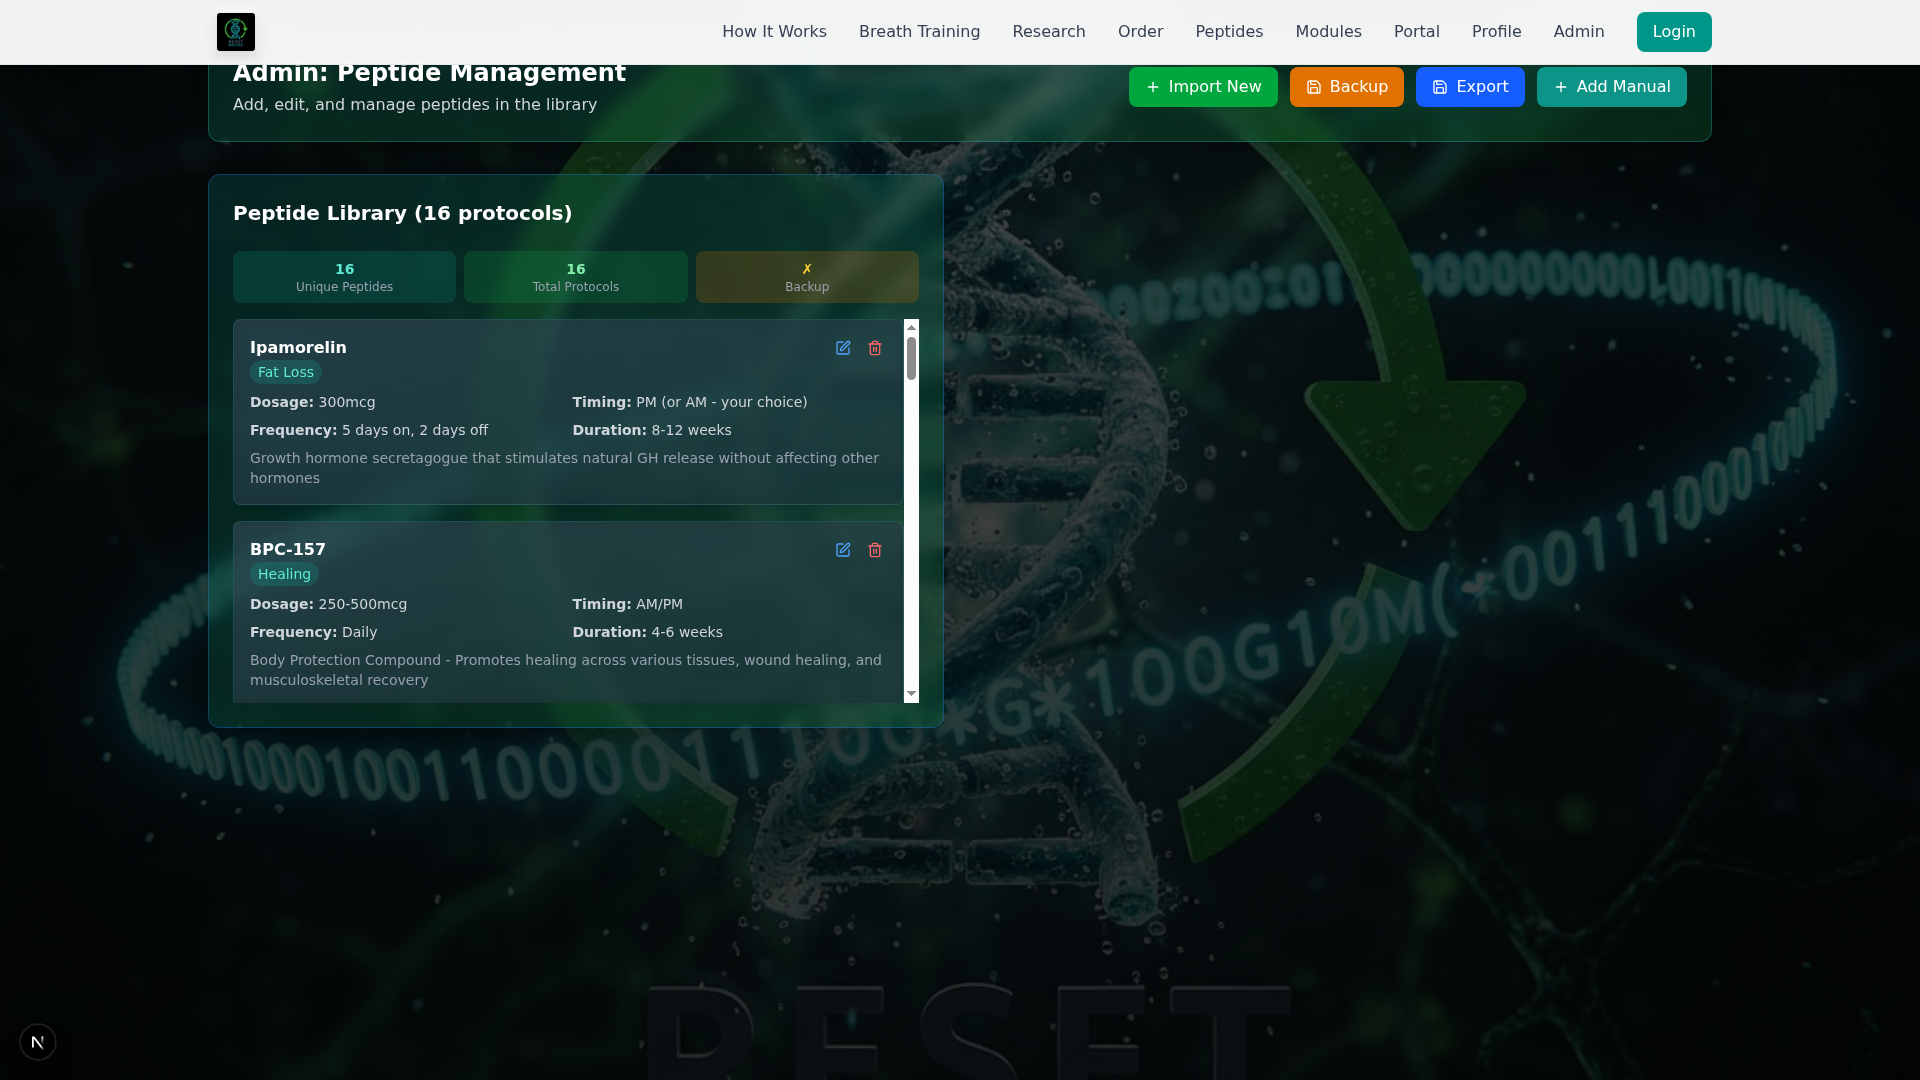 How It Works
Breath Training
Research
Order
Peptides
Modules
Portal
Profile
Admin
Login
Admin: Peptide Management
Add, edit, and manage peptides in the library
Import New
Backup
Export
Add Manual
Peptide Library (16 protocols)
16
Unique Peptides
16
Total Protocols
✗
Backup
Ipamorelin
Fat Loss
Dosage: 300mcg
Timing: PM (or AM - your choice)
Frequency: 5 days on, 2 days off
Duration: 8-12 weeks
Growth hormone secretagogue that stimulates natural GH release without affecting other
hormones
BPC-157
Healing
Dosage: 250-500mcg
Timing: AM/PM
Frequency: Daily
Duration: 4-6 weeks
Body Protection Compound - Promotes healing across various tissues, wound healing, and
musculoskeletal recovery
RESET
N